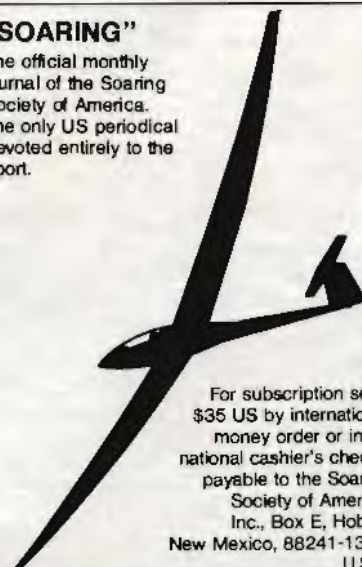 SOARING"
he official monthly
urnal of the Soaring
ociety of America.
he only US periodical
evoted entirely to the
port.
For subscription se
$35 US by internatio
money order or in
national cashier's chec
payable to the Soar
Society of Amer
Inc., Box E, Hob
New Mexico, 88241-13
U.S